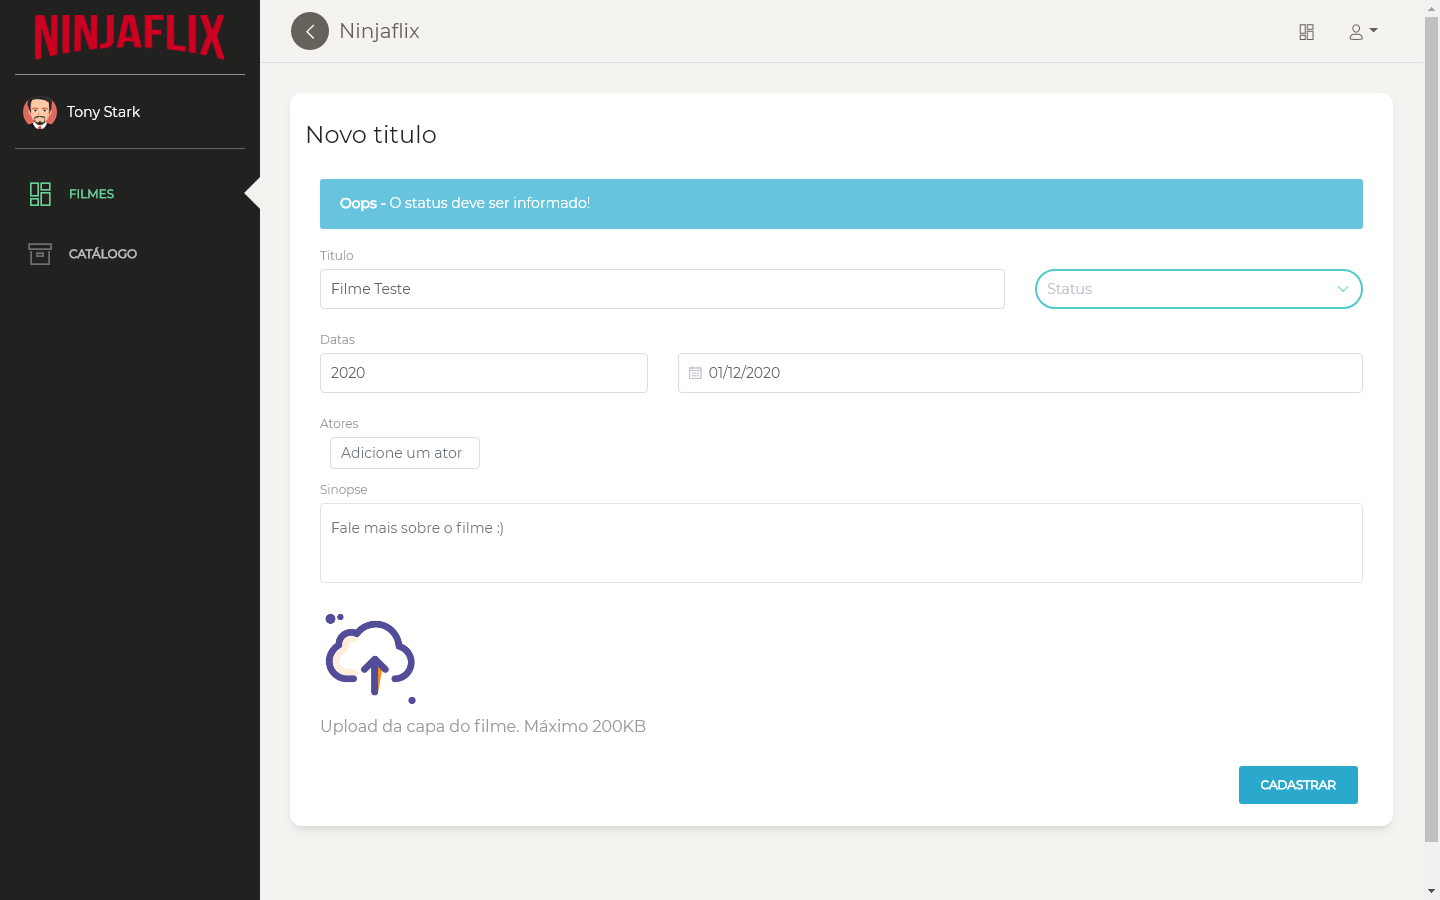 NINJAFLIX
Ninjaflix
Tony Stark
FILMES
CATÁLOGO
Novo titulo
Oops - O status deve ser informado!
Titulo
Filme Teste
Status
Datas
2020
01/12/2020
Atores
Adicione um ator
Sinopse
Fale mais sobre o filme :)
Upload da capa do filme. Máximo 200KB
CADASTRAR